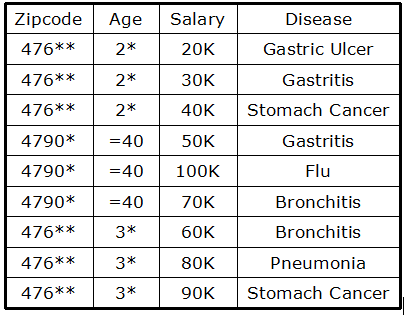 Zipcode Age Salary Disease
476** 2* 20K Gastric Ulcer
476** 2* 30K Gastritis
476** 2* 40K Stomach Cancer
4790* =40 50K Gastritis
4790* =40 100K Flu
4790* =40 70K Bronchitis
476** 3* 60K Bronchitis
476** 3* 80K Pneumonia
476** 3* 90K Stomach Cancer